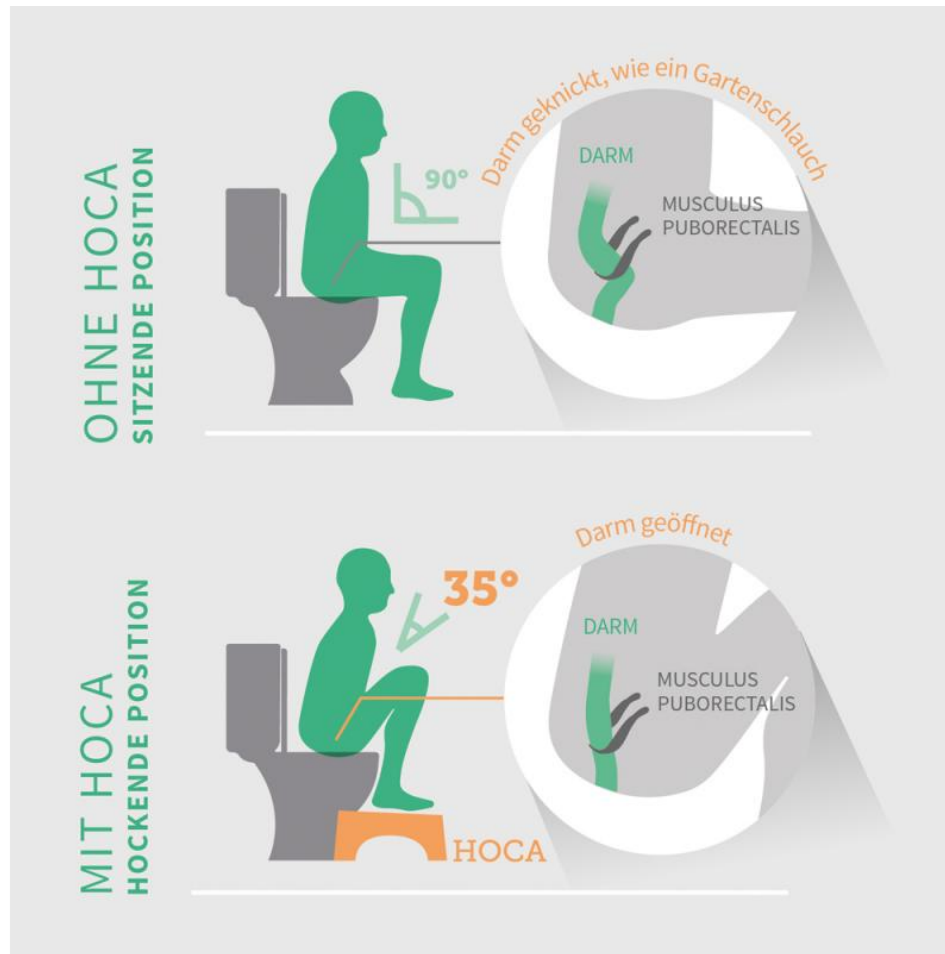 OHNE HOCA
SITZENDE POSITION
90°
Darm geknickt, wie ein Gartenschlauch
DARM
MUSCULUS
PUBORECTALIS
MIT HOCA
HOCKENDE POSITION
35°
HOCA
Darm geöffnet
DARM
MUSCULUS
PUBORECTALIS